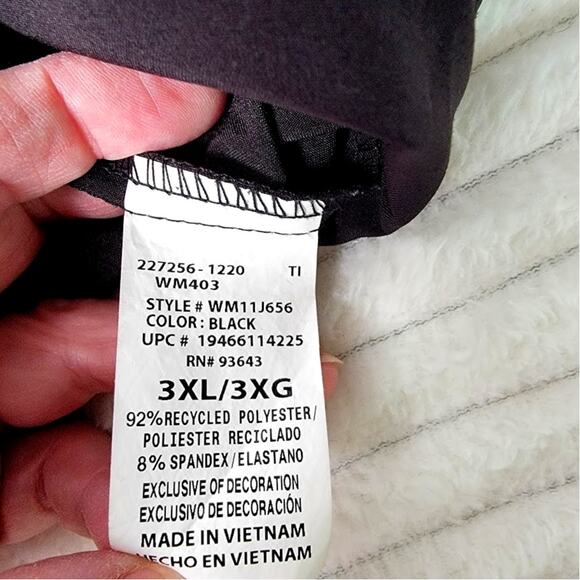 227256-1220 TI
WM403
STYLE # WM11J656
COLOR : BLACK
UPC # 19466114225
RN# 93643
3XL/3XG
92%RECYCLED POLYESTER/
POLIESTER RECICLADO
8% SPANDEX/ELASTANO
EXCLUSIVE OF DECORATION
EXCLUSIVO DE DECORACIÓN
MADE IN VIETNAM
HECHO EN VIETNAM